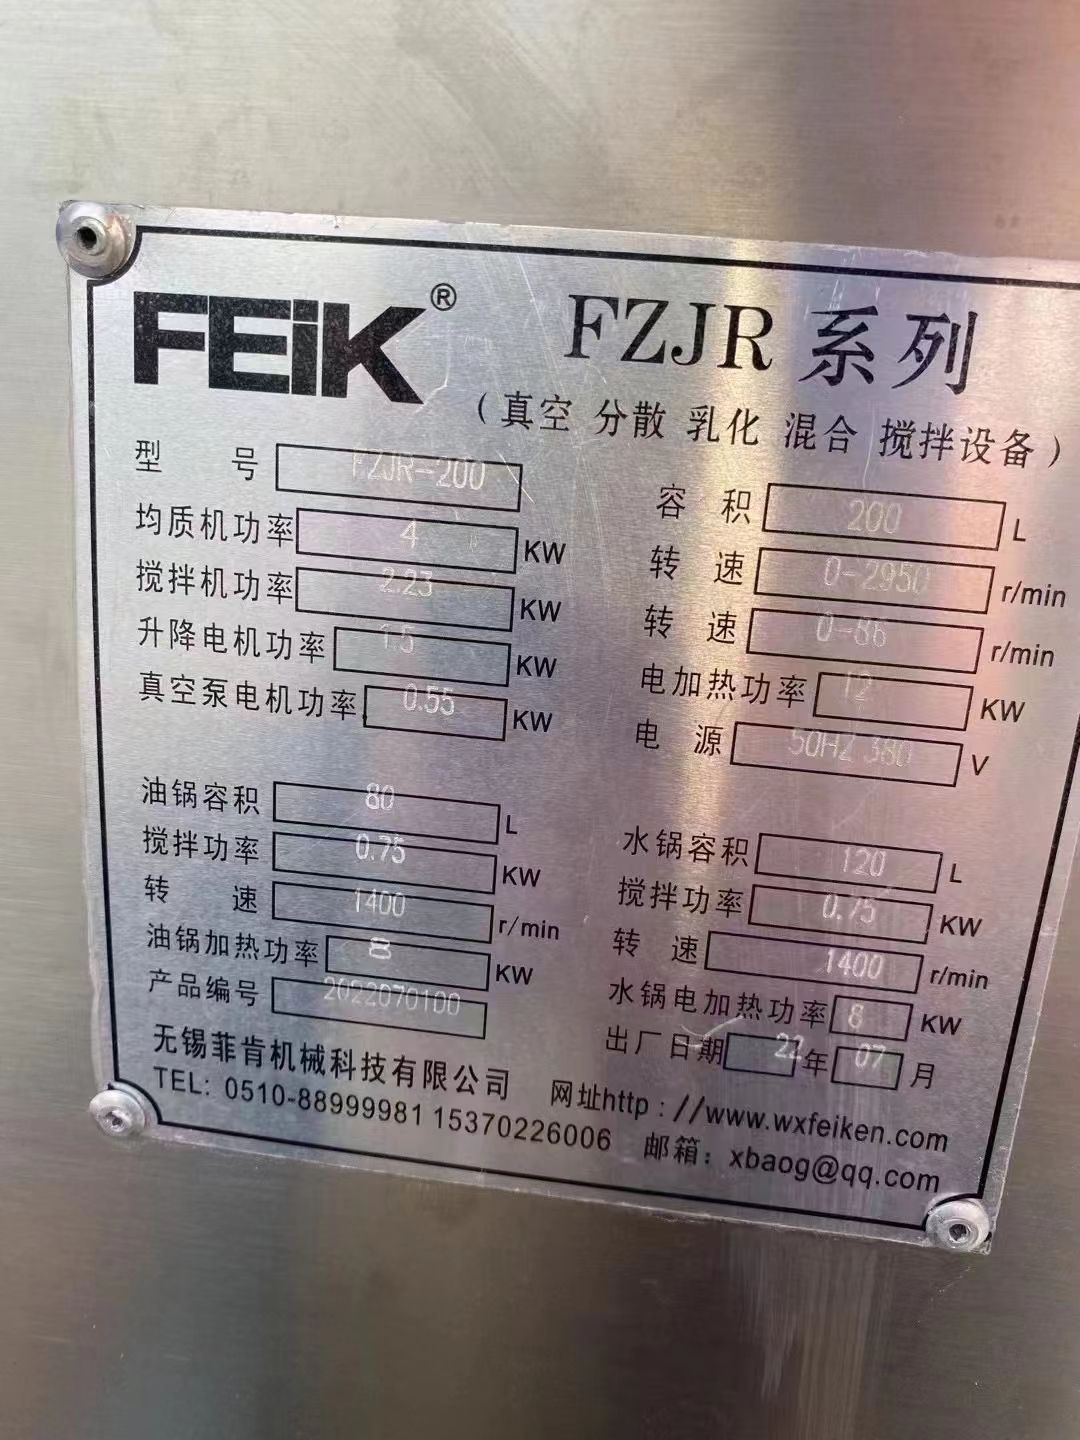 FEiK® FZJR 系列
（真空 分散 乳化 混合 搅拌设备）
型 号 FZJR-200 容 积 200 L
均质机功率 4 KW 转 速 0-2950 r/min
搅拌机功率 2.23 KW 转 速 0-86 r/min
升降电机功率 1.5 KW 电加热功率 12 KW
真空泵电机功率 0.55 KW 电 源 50HZ 380 V
油锅容积 80 L 水锅容积 120 L
搅拌功率 0.75 KW 搅拌功率 0.75 KW
转 速 1400 r/min 转 速 1400 r/min
油锅加热功率 8 KW 水锅电加热功率 8 KW
产品编号 2022070100 出厂日期 22 年 07 月
无锡菲肯机械科技有限公司 网址http：//www.wxfeiken.com
TEL: 0510-88999981 15370226006 邮箱：xbaog@qq.com